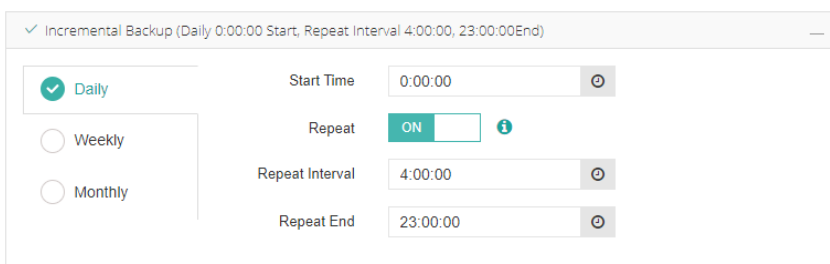 Incremental Backup (Daily 0:00:00 Start, Repeat Interval 4:00:00, 23:00:00End)
Daily
Weekly
Monthly
Start Time 0:00:00
Repeat ON
Repeat Interval 4:00:00
Repeat End 23:00:00